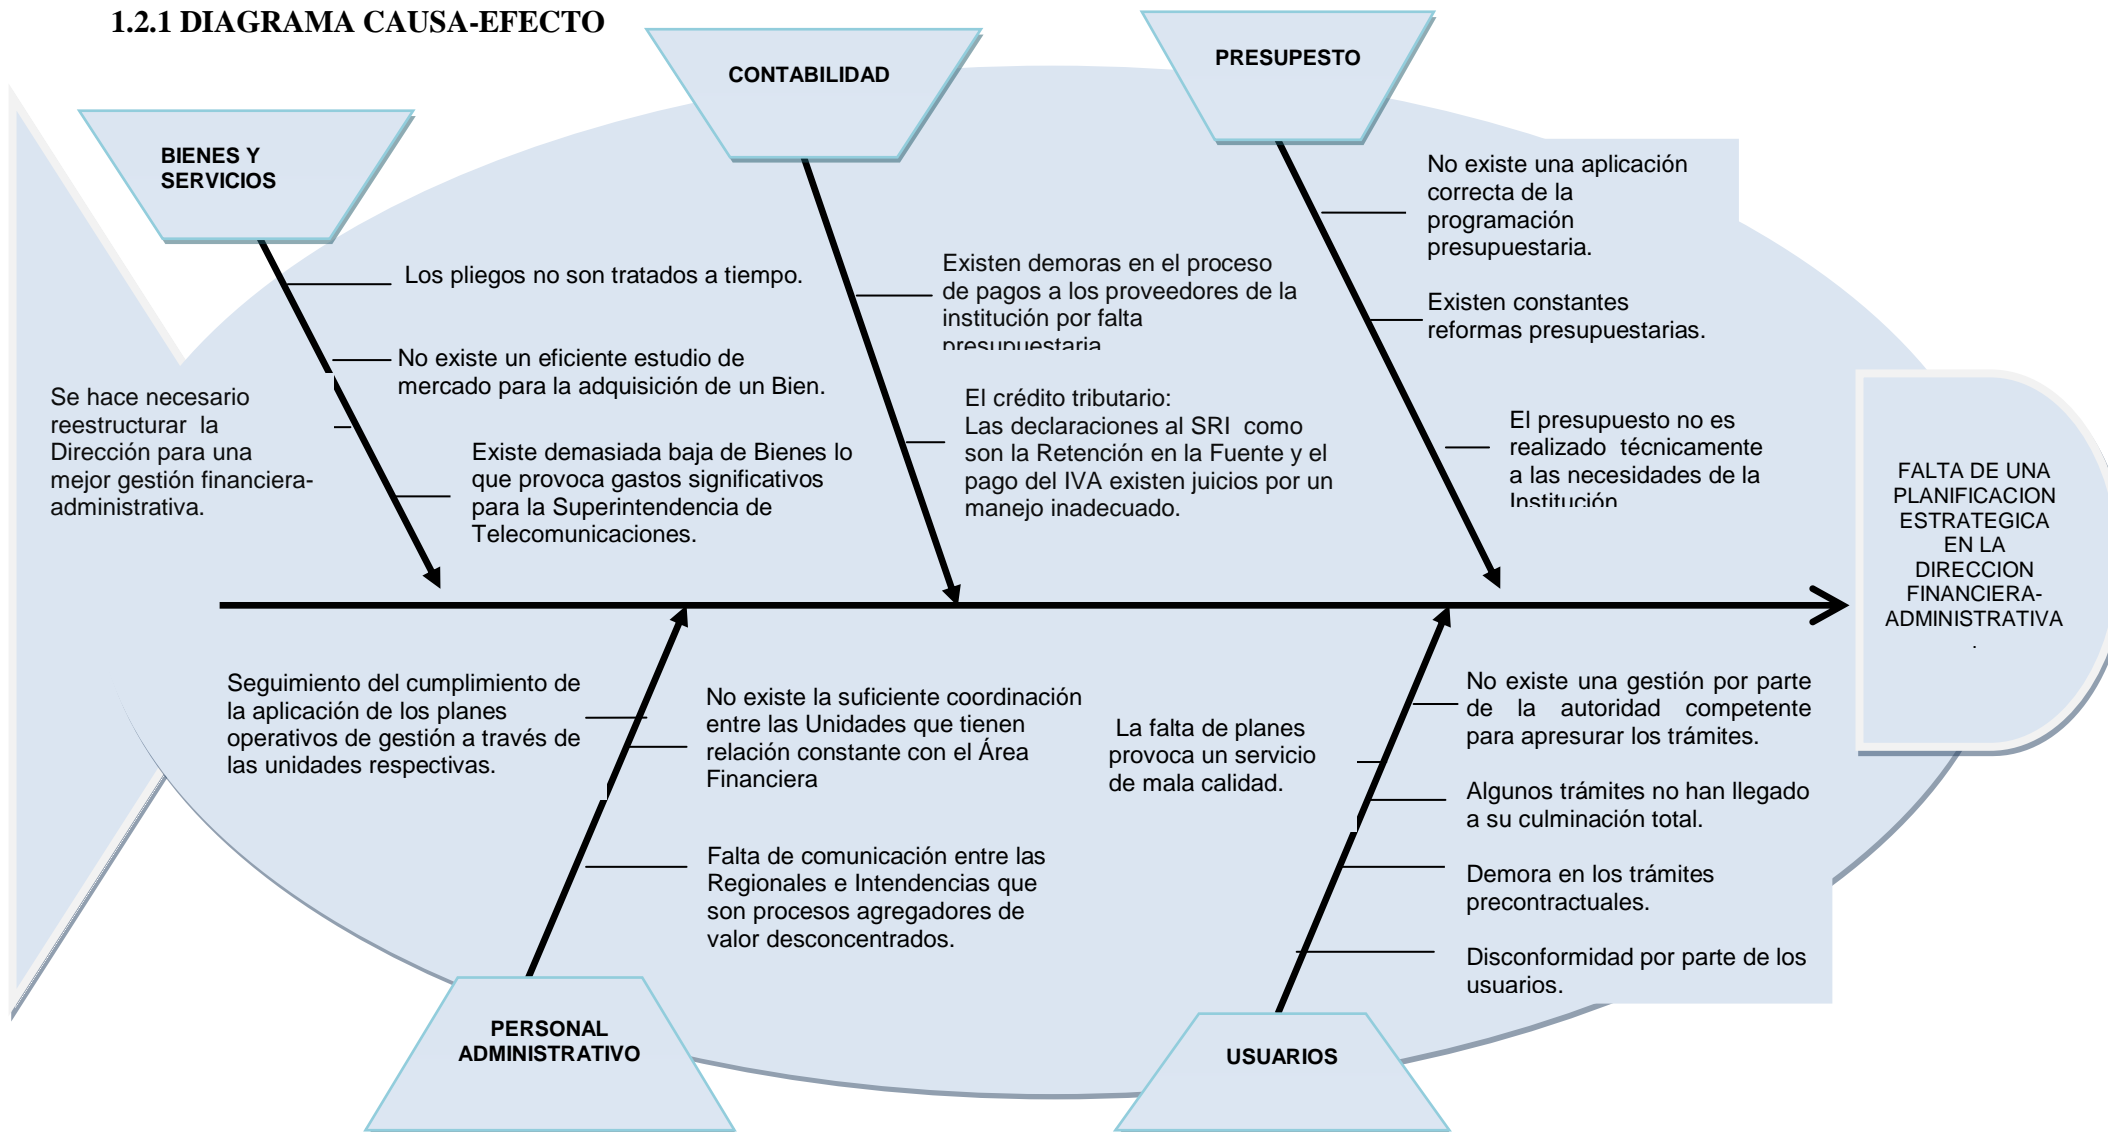 1.2.1 DIAGRAMA CAUSA-EFECTO
BIENES Y
SERVICIOS
CONTABILIDAD
PRESUPESTO
Los pliegos no son tratados a tiempo.
No existe un eficiente estudio de
mercado para la adquisición de un Bien.
Se hace necesario
reestructurar la
Dirección para una
mejor gestión financiera-
administrativa.
Existe demasiada baja de Bienes lo
que provoca gastos significativos
para la Superintendencia de
Telecomunicaciones.
Existen demoras en el proceso
de pagos a los proveedores de la
institución por falta
presupuestaria
El crédito tributario:
Las declaraciones al SRI como
son la Retención en la Fuente y el
pago del IVA existen juicios por un
manejo inadecuado.
No existe una aplicación
correcta de la
programación
presupuestaria.
Existen constantes
reformas presupuestarias.
El presupuesto no es
realizado técnicamente
a las necesidades de la
Institución
FALTA DE UNA
PLANIFICACION
ESTRATEGICA
EN LA
DIRECCION
FINANCIERA-
ADMINISTRATIVA
.
Seguimiento del cumplimiento de
la aplicación de los planes
operativos de gestión a través de
las unidades respectivas.
No existe la suficiente coordinación
entre las Unidades que tienen
relación constante con el Área
Financiera
Falta de comunicación entre las
Regionales e Intendencias que
son procesos agregadores de
valor desconcentrados.
La falta de planes
provoca un servicio
de mala calidad.
No existe una gestión por parte
de la autoridad competente
para apresurar los trámites.
Algunos trámites no han llegado
a su culminación total.
Demora en los trámites
precontractuales.
Disconformidad por parte de los
usuarios.
PERSONAL
ADMINISTRATIVO
USUARIOS